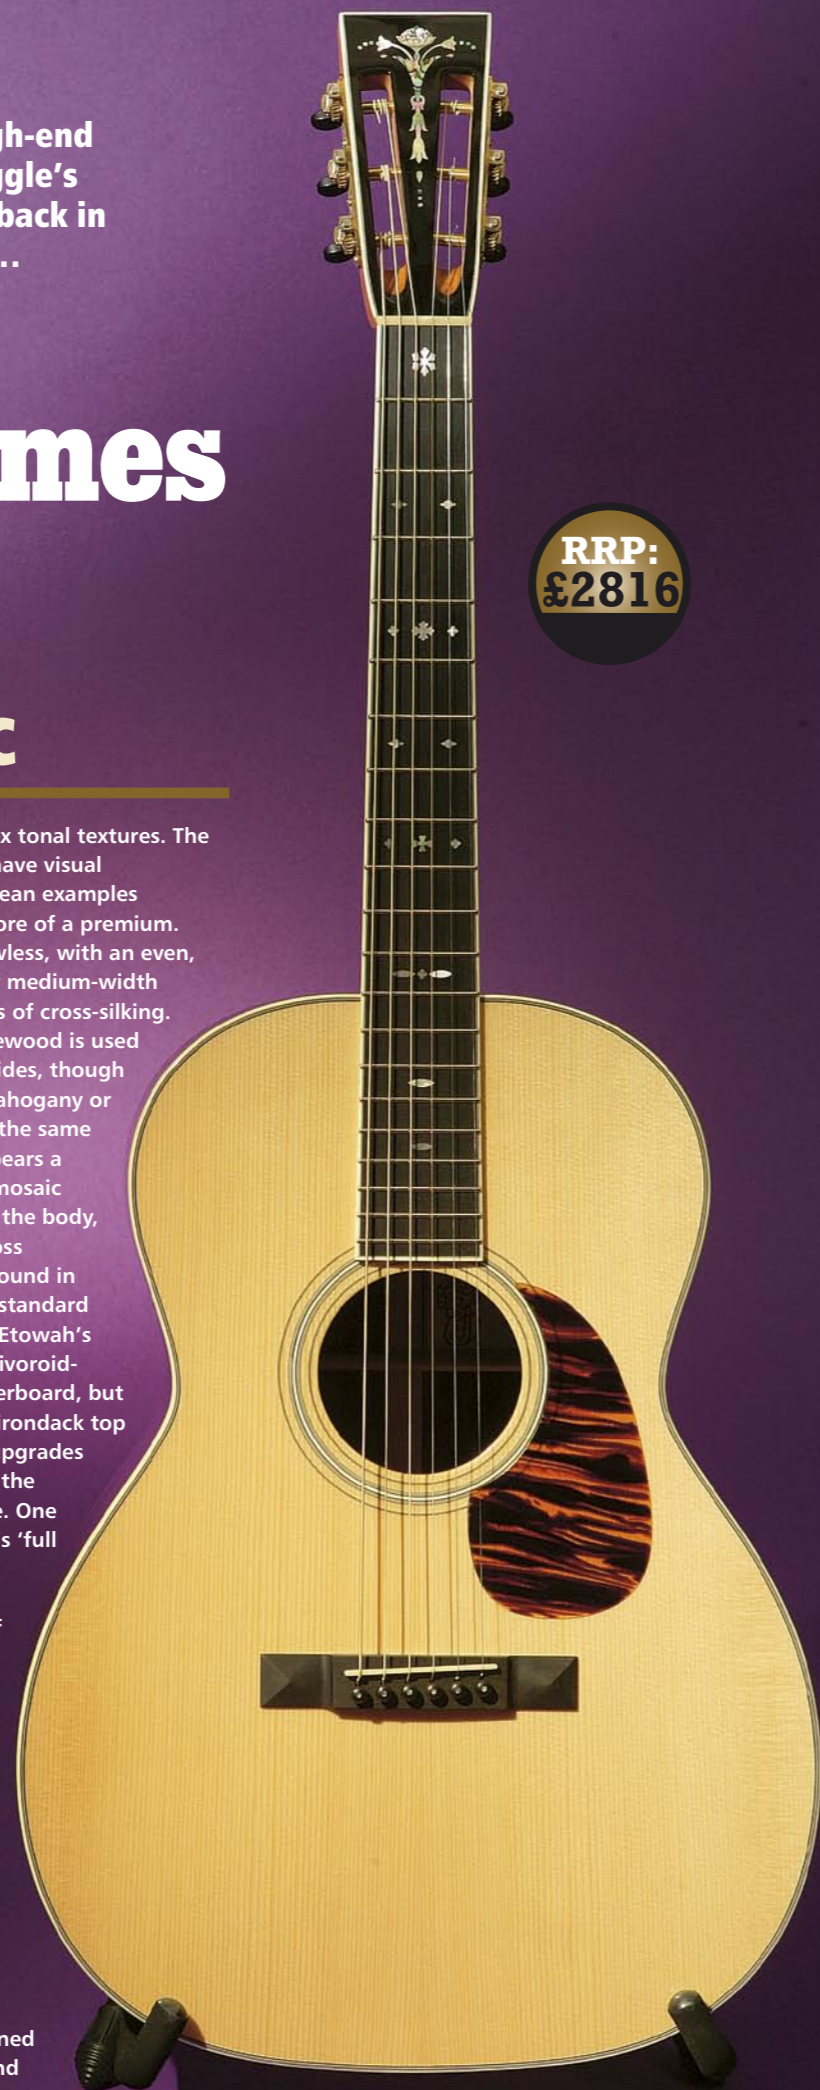 gh-end
ggle's
back in
...
mes
RRP:
£2816
C
x tonal textures. The
have visual
ean examples
ore of a premium.
wless, with an even,
medium-width
s of cross-silking.
ewood is used
ides, though
ahogany or
the same
ears a
mosaic
the body,
oss
ound in
standard
Etowah's
ivoroid-
erboard, but
irondack top
upgrades
the
e. One
s 'full
ned
nd